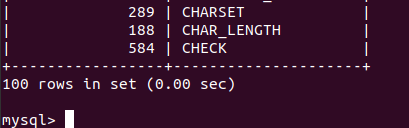 289 | CHARSET |
188 | CHAR_LENGTH |
584 | CHECK |
+-----------------+--------------------+
100 rows in set (0.00 sec)
mysql>